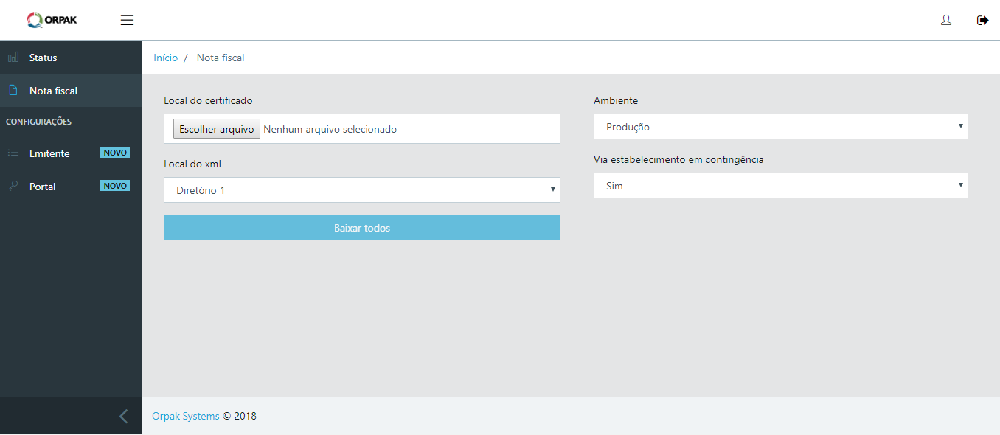 ORPAK
Status
Nota fiscal
CONFIGURAÇÕES
Emitente NOVO
Portal NOVO
Início / Nota fiscal
Local do certificado
Escolher arquivo Nenhum arquivo selecionado
Local do xml
Diretório 1
Baixar todos
Ambiente
Produção
Via estabelecimento em contingência
Sim
Orpak Systems © 2018